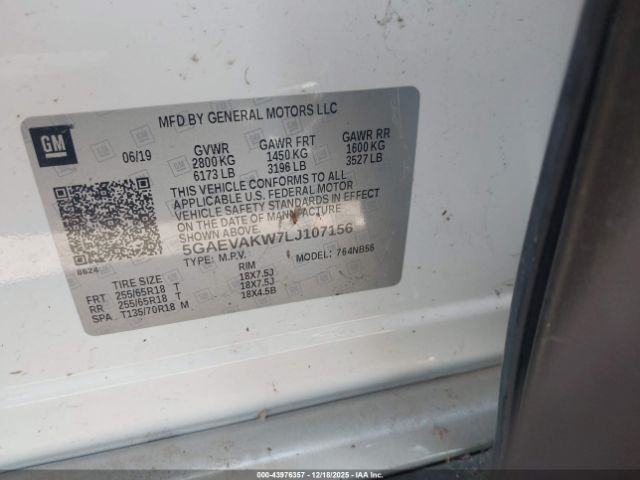 MFD BY GENERAL MOTORS LLC
GM
06/19
GVWR
2800 KG
6173 LB
GAWR FRT
1450 KG
3196 LB
GAWR RR
1600 KG
3527 LB
THIS VEHICLE CONFORMS TO ALL
APPLICABLE U.S. FEDERAL MOTOR
VEHICLE SAFETY STANDARDS IN EFFECT
ON THE DATE OF MANUFACTURE
5GAEVAKW7LJ107156
TYPE: M.P.V. MODEL: 764NB56
8624
TIRE SIZE RIM
FRT 255/65R18 T 18X7.5J
RR 255/65R18 T 18X7.5J
SPA T135/70R18 M 18X4.5B
000-43976357 - 12/18/2025 - COPYRIGHT IAA, LLC.